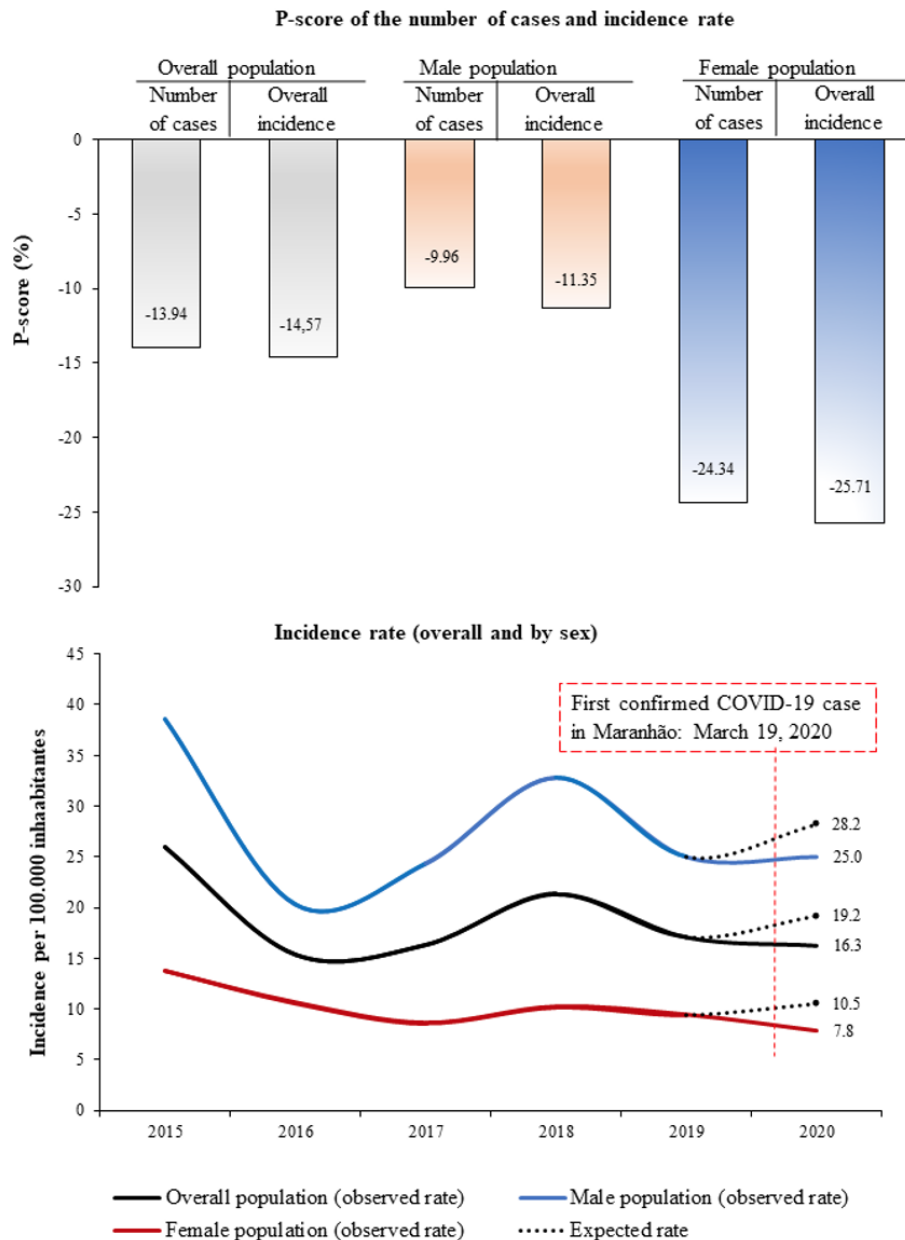 P-score of the number of cases and incidence rate
Overall population
Male population
Female population
Number of cases
Overall incidence
Number of cases
Overall incidence
Number of cases
Overall incidence
P-score (%)
0
-5
-10
-15
-20
-25
-30
-13.94
-14,57
-9.96
-11.35
-24.34
-25.71
Incidence rate (overall and by sex)
Incidence per 100.000 inhaabitantes
45
40
35
30
25
20
15
10
5
0
First confirmed COVID-19 case
in Maranhão: March 19, 2020
28.2
25.0
19.2
16.3
10.5
7.8
2015
2016
2017
2018
2019
2020
Overall population (observed rate)
Male population (observed rate)
Female population (observed rate)
Expected rate